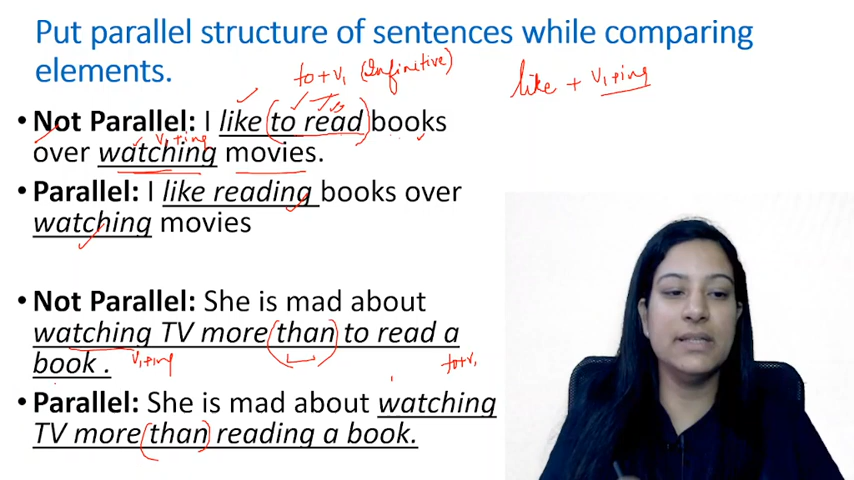 Put parallel structure of sentences while comparing
elements.
to+v1 (Infinitive)
like + v1+ing
• Not Parallel: I like (to read) books
v1+ing
over watching movies.
• Parallel: I like reading books over
watching movies
• Not Parallel: She is mad about
watching TV more (than) to read a
book .
v1+ing
to+v1
• Parallel: She is mad about watching
TV more (than) reading a book.